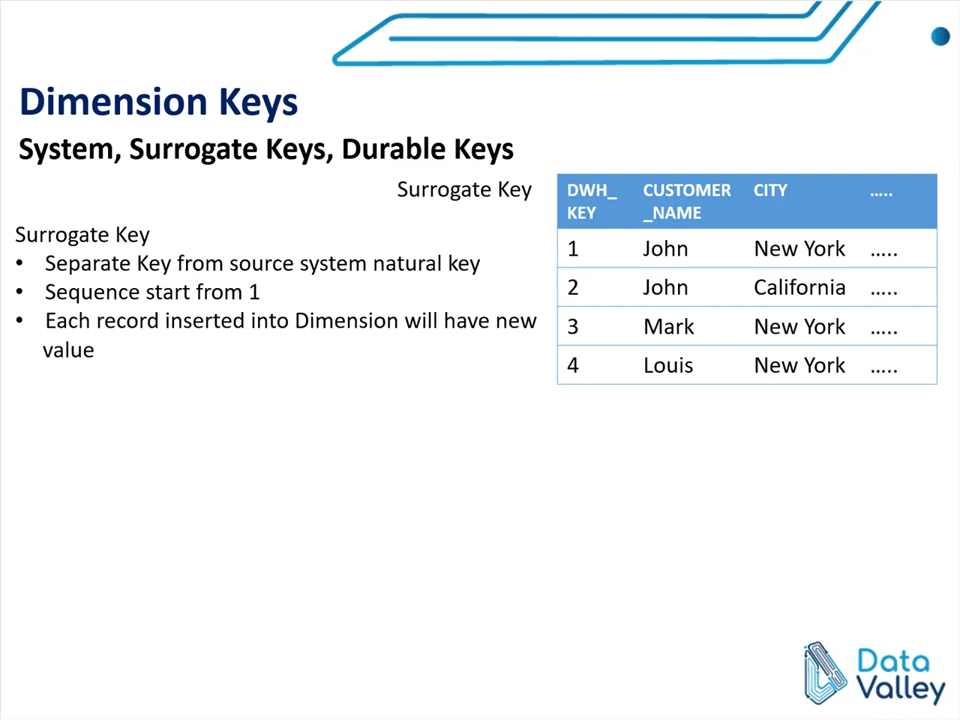 Dimension Keys
System, Surrogate Keys, Durable Keys
Surrogate Key
Surrogate Key
• Separate Key from source system natural key
• Sequence start from 1
• Each record inserted into Dimension will have new
value
DWH_ CUSTOMER CITY …..
KEY _NAME
1 John New York …..
2 John California …..
3 Mark New York …..
4 Louis New York …..
Data
Valley